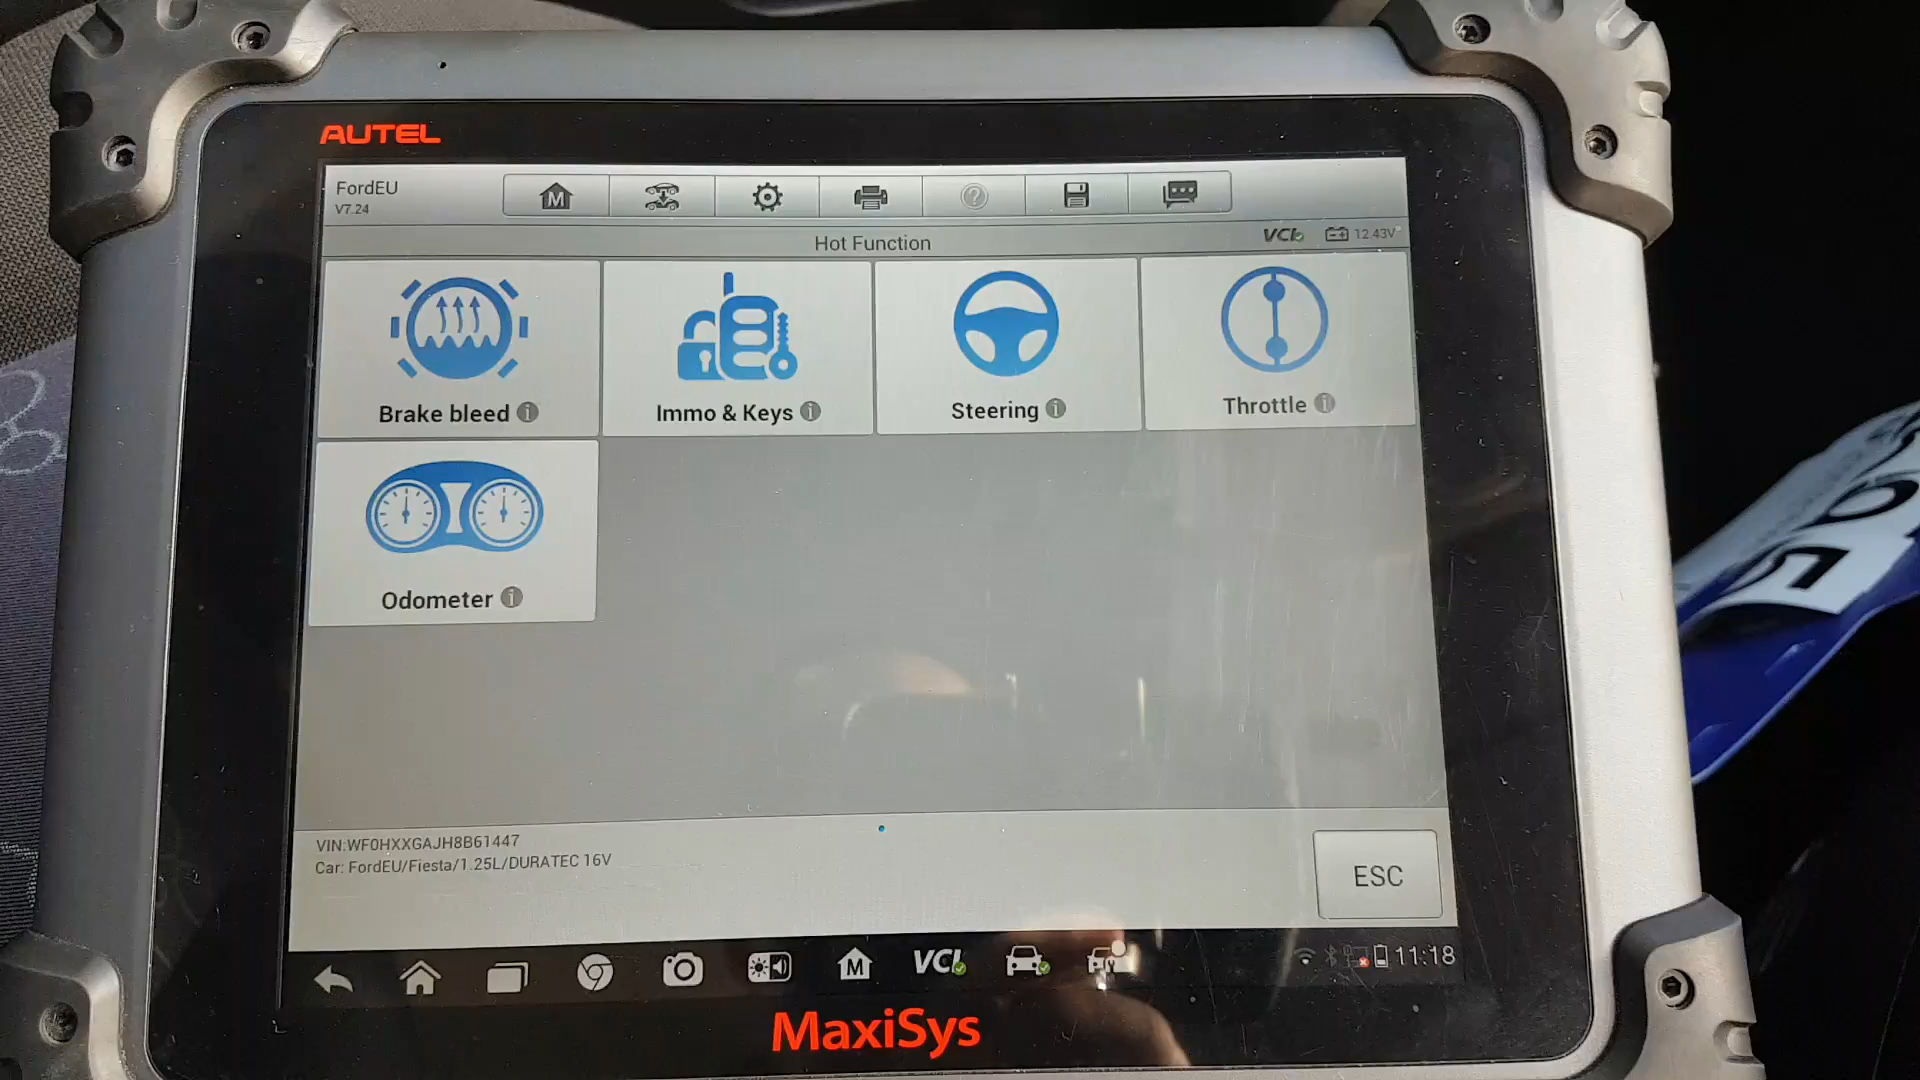 AUTEL
FordEU
V7.24
M
?
Hot Function
VCI
12.43V
Brake bleed i
Immo & Keys i
Steering i
Throttle i
Odometer i
VIN:WF0HXXGAJH8B61447
Car: FordEU/Fiesta/1.25L/DURATEC 16V
ESC
M
VCI
11:18
MaxiSys